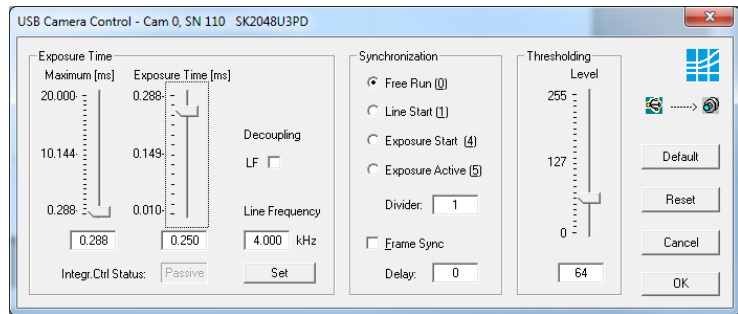 USB Camera Control - Cam 0, SN 110 SK2048U3PD
Exposure Time
Maximum [ms] Exposure Time [ms]
20.000 0.288
10.144 0.149
0.288 0.010
0.288 0.250
Decoupling
LF
Line Frequency
4.000 kHz
Integr.Ctrl Status: Passive Set
Synchronization
Free Run (0)
Line Start (1)
Exposure Start (4)
Exposure Active (5)
Divider: 1
Frame Sync
Delay: 0
Thresholding
Level
255
127
0
64
Default
Reset
Cancel
OK